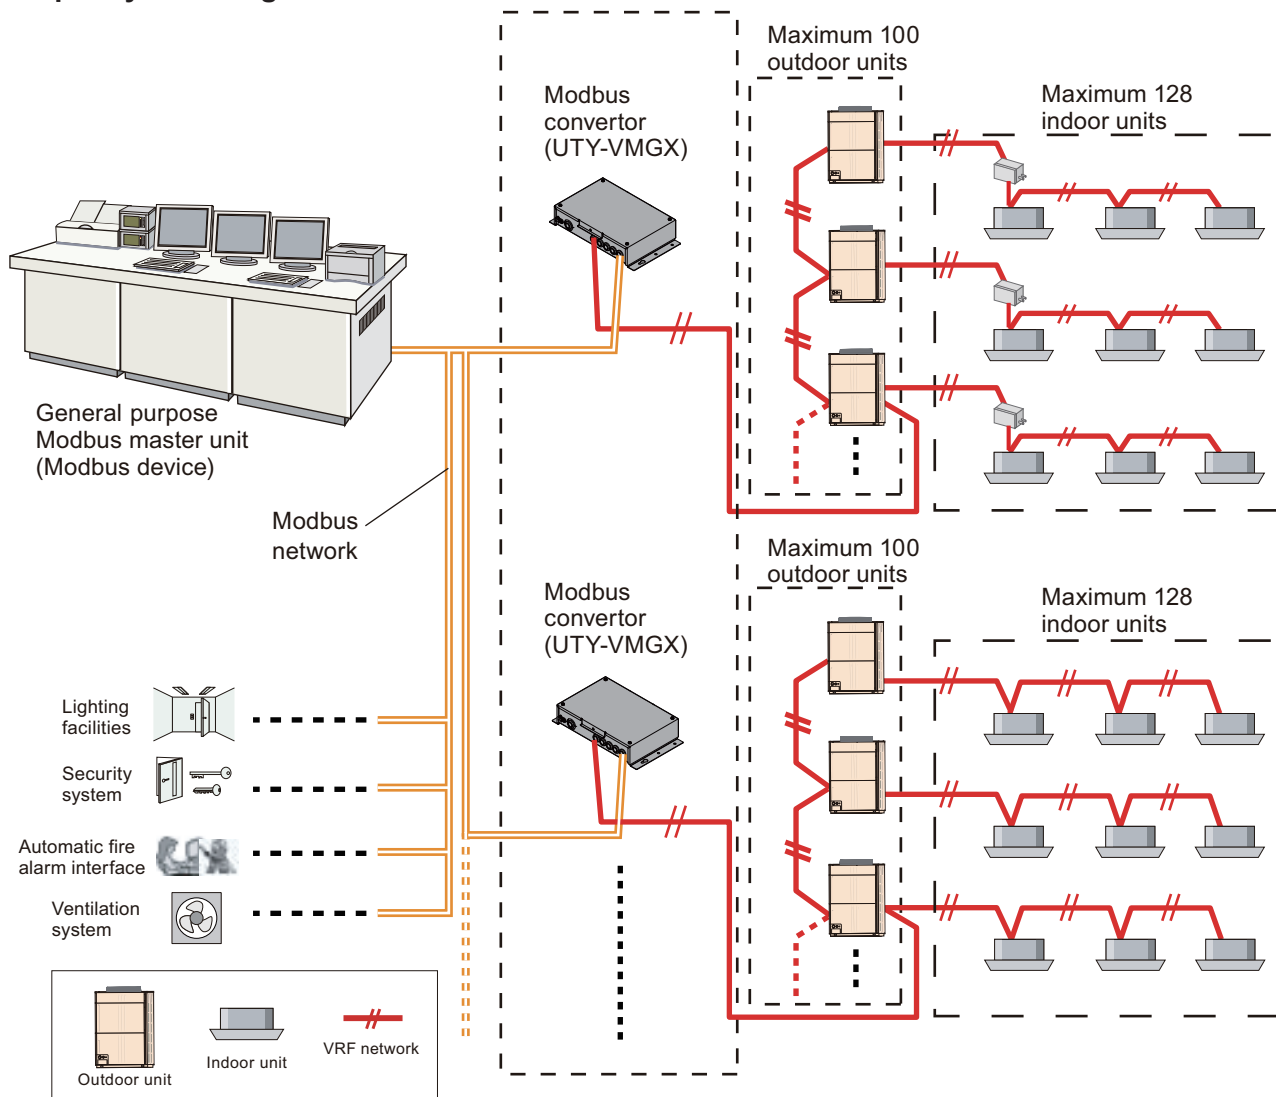 Maximum 100
outdoor units
Modbus
convertor
(UTY-VMGX)
Maximum 128
indoor units
General purpose
Modbus master unit
(Modbus device)
Modbus
network
Maximum 100
outdoor units
Modbus
convertor
(UTY-VMGX)
Maximum 128
indoor units
Lighting
facilities
Security
system
Automatic fire
alarm interface
Ventilation
system
Outdoor unit
Indoor unit
VRF network